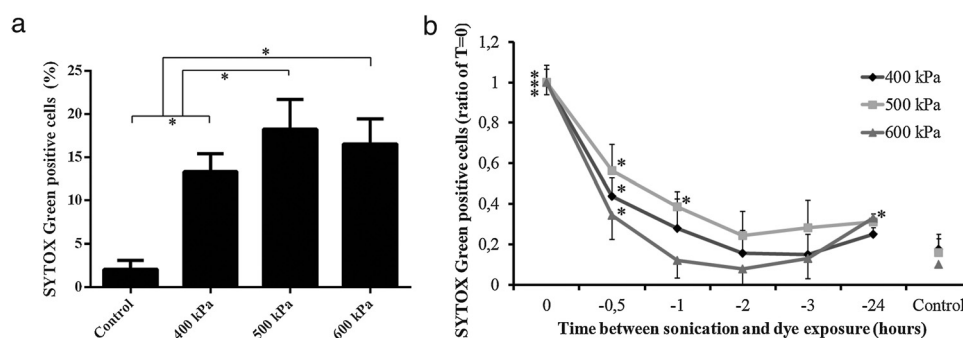 a
SYTOX Green positive cells (%)
25
20
15
10
5
0
*
*
*
Control
400 kPa
500 kPa
600 kPa
b
SYTOX Green positive cells (ratio of T=0)
1,2
1
0,8
0,6
0,4
0,2
0
***
*
*
*
*
*
400 kPa
500 kPa
600 kPa
0 -0,5 -1 -2 -3 -24 Control
Time between sonication and dye exposure (hours)